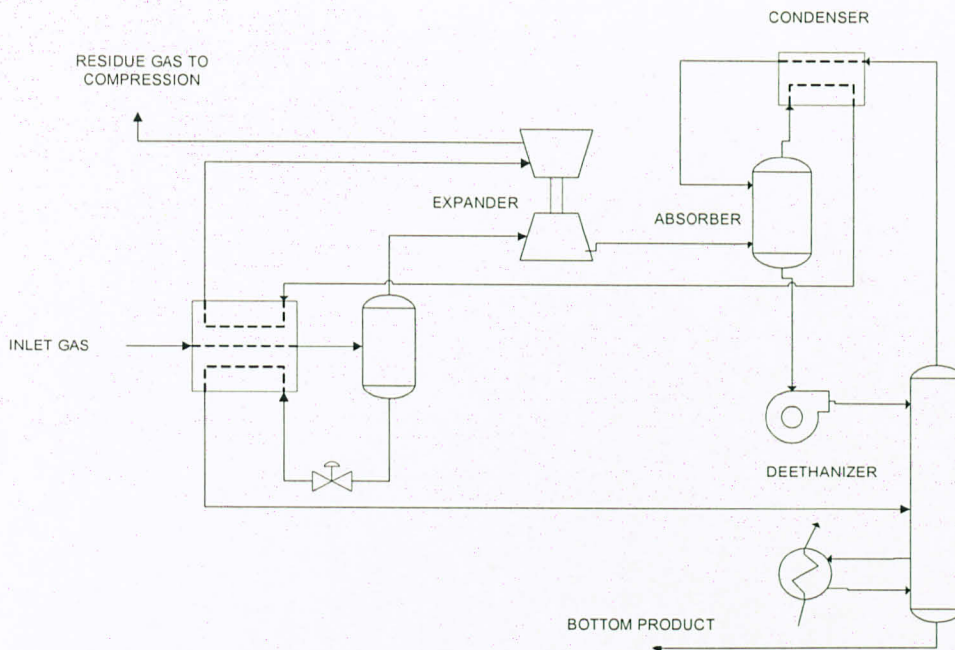 CONDENSER
RESIDUE GAS TO
COMPRESSION
EXPANDER
ABSORBER
INLET GAS
DEETHANIZER
BOTTOM PRODUCT